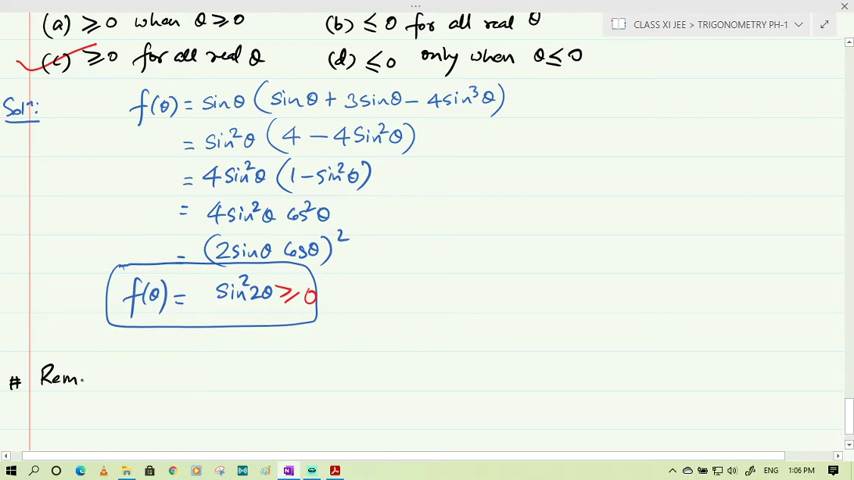 CLASS XI JEE > TRIGONOMETRY PH-1
(a) ≥0 when θ≥0 (b) ≤0 for all real θ
(c) ≥0 for all real θ (d) ≤0 only when θ≤0
Solⁿ: f(θ) = sinθ (sinθ + 3sinθ - 4sin³θ)
= sin²θ (4 - 4sin²θ)
= 4sin²θ (1-sin²θ)
= 4sin²θ cos²θ
= (2sinθ cosθ)²
f(θ) = sin²2θ ≥ 0
# Rem.
ENG 1:06 PM